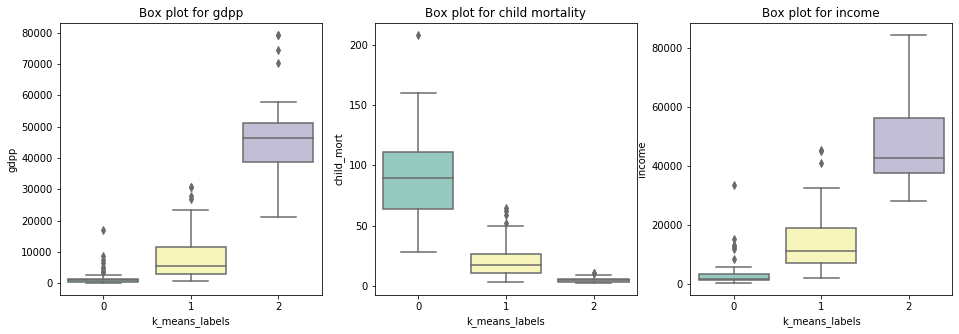 Box plot for gdpp
80000
70000
60000
50000
40000
30000
20000
10000
0
gdpp
0 1 2
k_means_labels
Box plot for child mortality
200
150
100
50
0
child_mort
0 1 2
k_means_labels
Box plot for income
80000
60000
40000
20000
0
income
0 1 2
k_means_labels